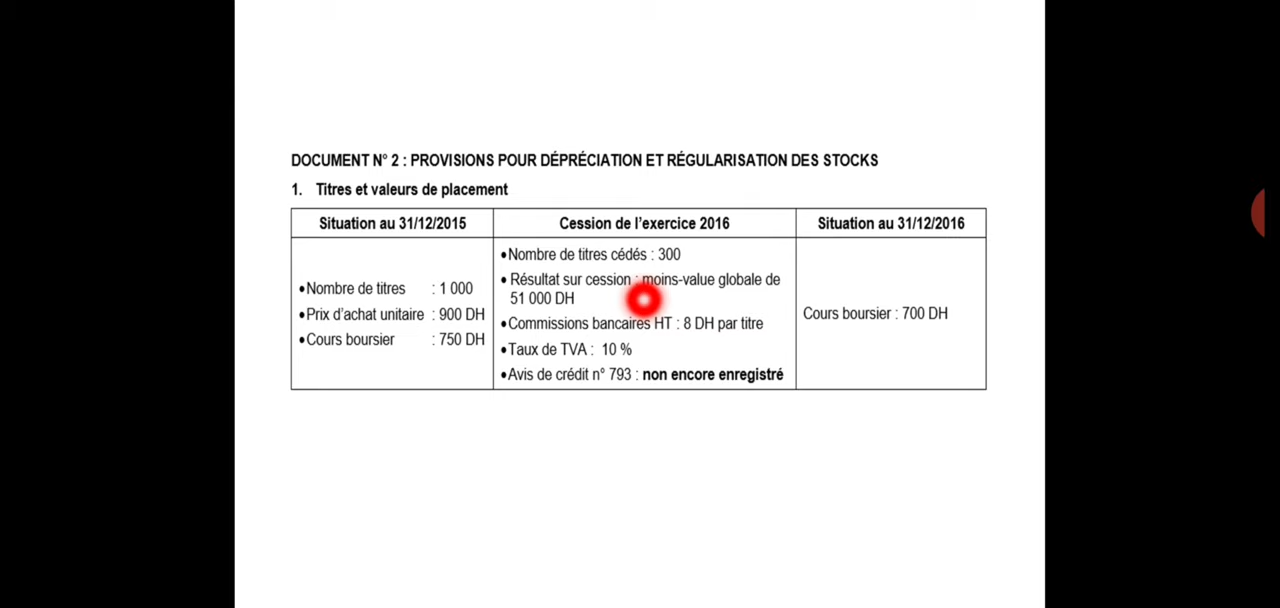 DOCUMENT N° 2 : PROVISIONS POUR DÉPRÉCIATION ET RÉGULARISATION DES STOCKS
1. Titres et valeurs de placement
Situation au 31/12/2015
Cession de l'exercice 2016
Situation au 31/12/2016
•Nombre de titres : 1 000
•Prix d'achat unitaire : 900 DH
•Cours boursier : 750 DH
•Nombre de titres cédés : 300
•Résultat sur cession : moins-value globale de
51 000 DH
•Commissions bancaires HT : 8 DH par titre
•Taux de TVA : 10 %
•Avis de crédit n° 793 : non encore enregistré
Cours boursier : 700 DH